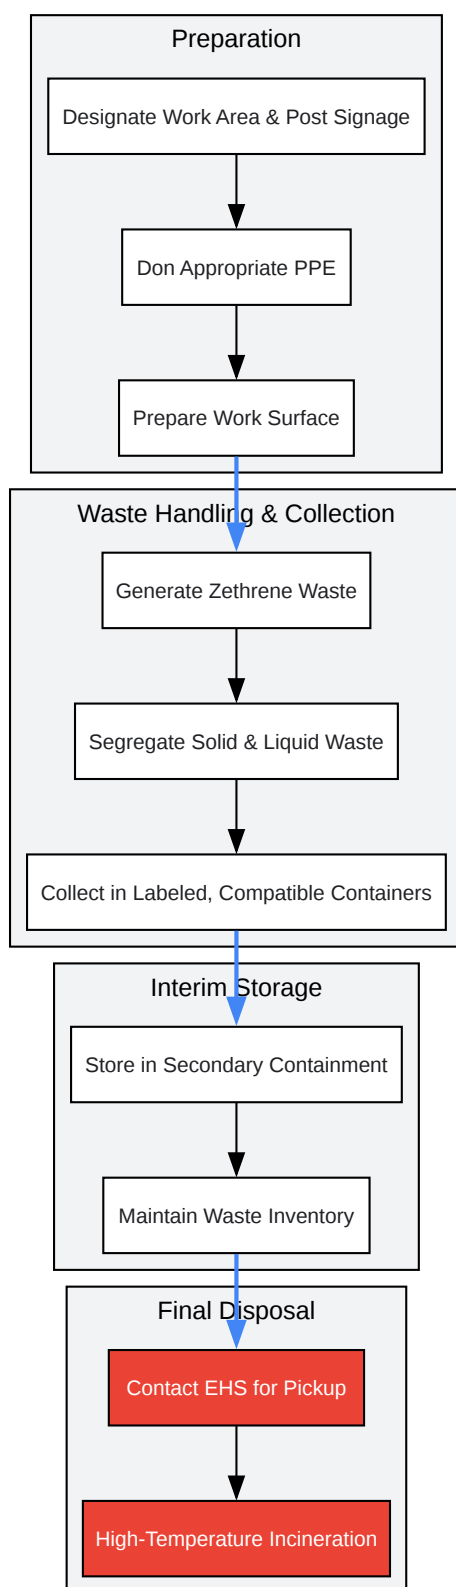 Preparation
Designate Work Area & Post Signage
Don Appropriate PPE
Prepare Work Surface
Waste Handling & Collection
Generate Zethrene Waste
Segregate Solid & Liquid Waste
Collect in Labeled, Compatible Containers
Interim Storage
Store in Secondary Containment
Maintain Waste Inventory
Final Disposal
Contact EHS for Pickup
High-Temperature Incineration